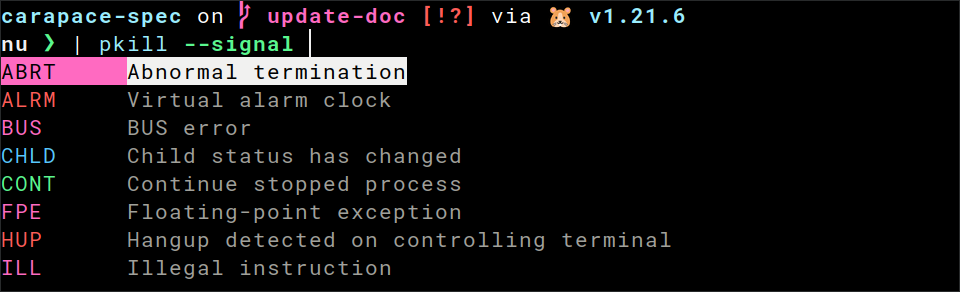 carapace-spec on update-doc [!?] via 🐹 v1.21.6
nu ❯ | pkill --signal
ABRT Abnormal termination
ALRM Virtual alarm clock
BUS BUS error
CHLD Child status has changed
CONT Continue stopped process
FPE Floating-point exception
HUP Hangup detected on controlling terminal
ILL Illegal instruction